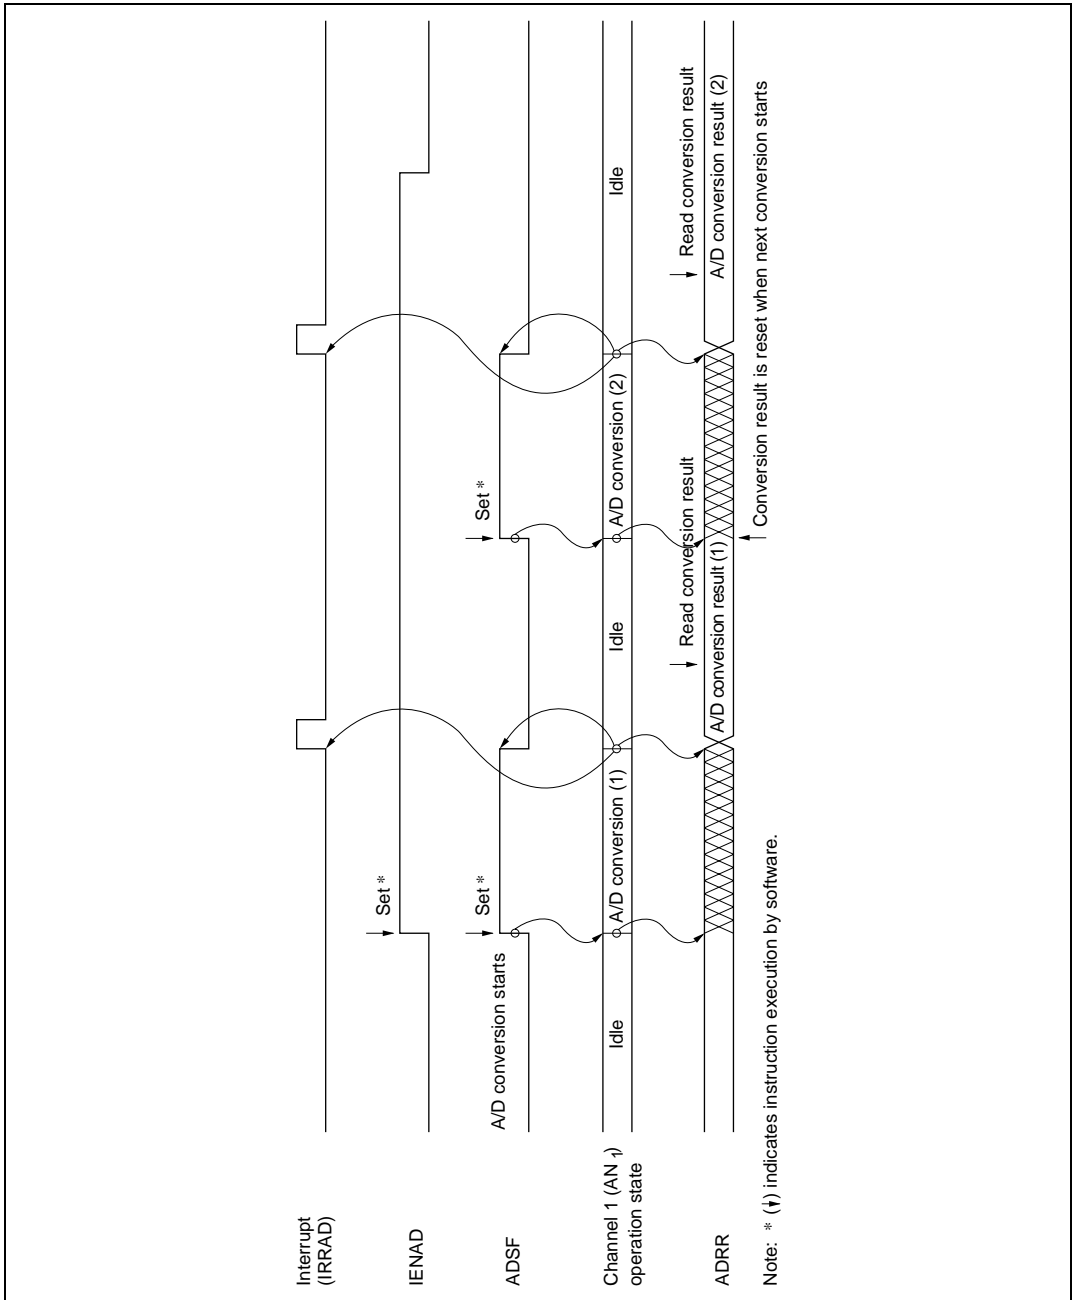 Interrupt
(IRRAD)
IENAD
Set *
ADSF
A/D conversion starts
Set *
Set *
Channel 1 (AN 1)
operation state
Idle
A/D conversion (1)
Idle
A/D conversion (2)
Idle
Read conversion result
Read conversion result
ADRR
A/D conversion result (1)
A/D conversion result (2)
Conversion result is reset when next conversion starts
Note: * (↓) indicates instruction execution by software.